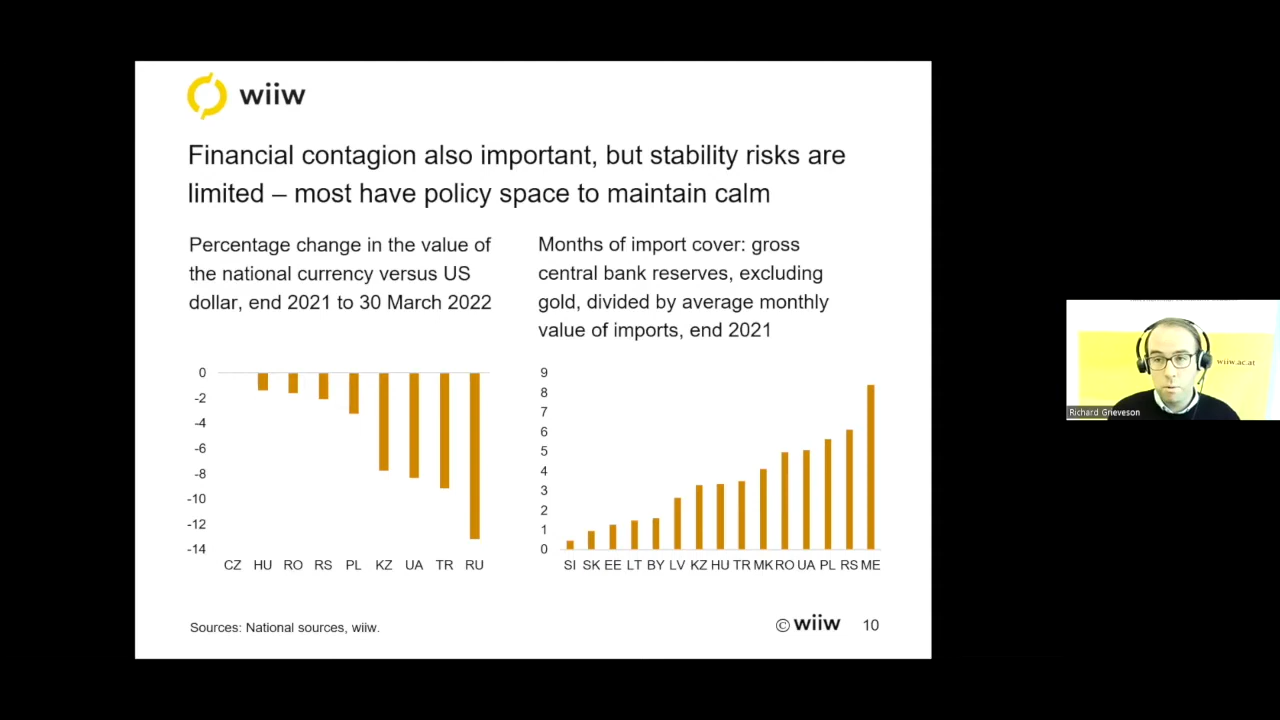 wiiw
Financial contagion also important, but stability risks are
limited – most have policy space to maintain calm
Percentage change in the value of
the national currency versus US
dollar, end 2021 to 30 March 2022
0
-2
-4
-6
-8
-10
-12
-14
CZ HU RO RS PL KZ UA TR RU
Months of import cover: gross
central bank reserves, excluding
gold, divided by average monthly
value of imports, end 2021
9
8
7
6
5
4
3
2
1
0
SI SK EE LT BY LV KZ HU TR MK RO UA PL RS ME
Sources: National sources, wiiw.
© wiiw 10
wiiw.ac.at
Richard Grieveson